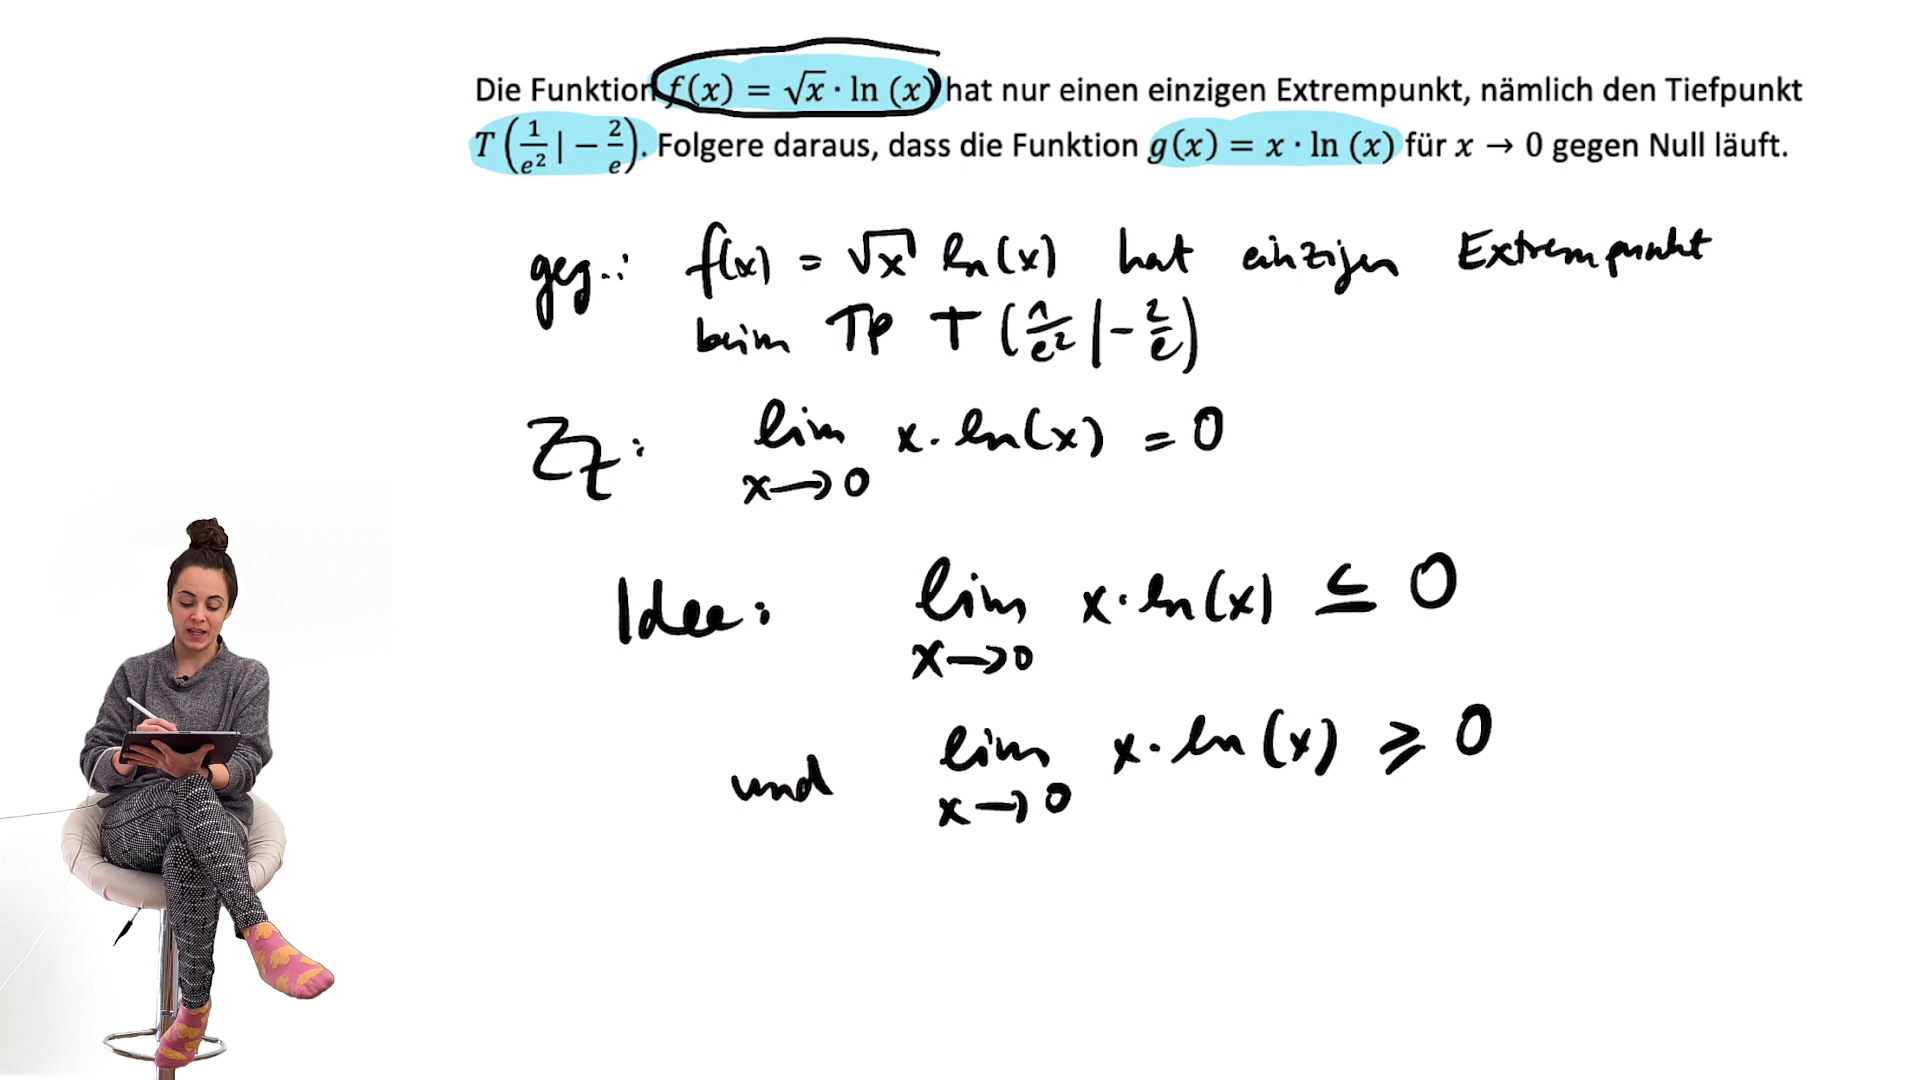 Die Funktion f(x) = √x · ln (x) hat nur einen einzigen Extrempunkt, nämlich den Tiefpunkt
T (1/e² | − 2/e). Folgere daraus, dass die Funktion g(x) = x · ln (x) für x → 0 gegen Null läuft.
geg.: f(x) = √x ln(x) hat einzigen Extrempunkt
beim TP T (1/e² | − 2/e)
Zz: lim x→0 x · ln(x) = 0
Idee: lim x→0 x · ln(x) ≤ 0
und lim x→0 x · ln(x) ≥ 0